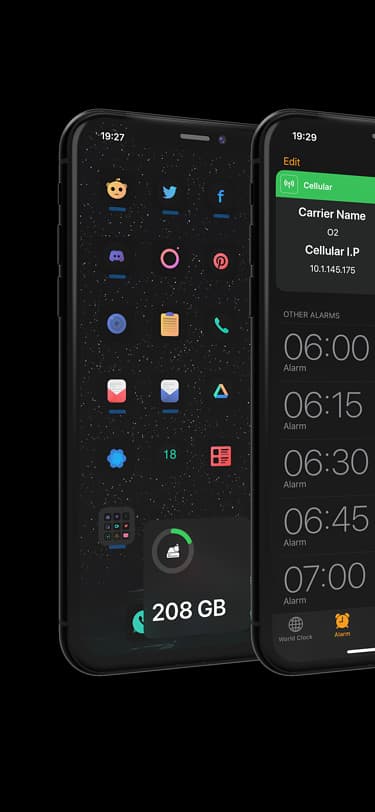 19:27
18
208 GB
19:29
Edit
Cellular
Carrier Name
O2
Cellular I.P
10.1.145.175
OTHER ALARMS
06:00
Alarm
06:15
Alarm
06:30
Alarm
06:45
Alarm
07:00
Alarm
World Clock
Alarm